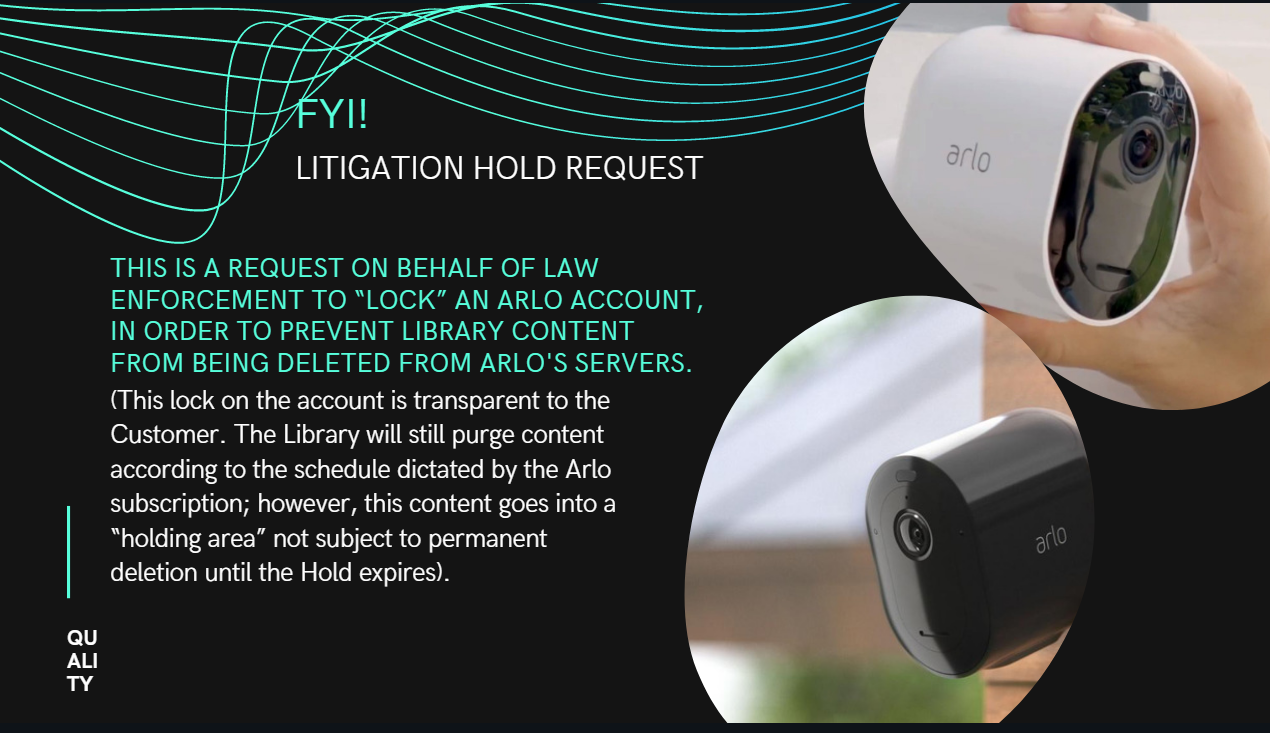 FYI!
LITIGATION HOLD REQUEST
THIS IS A REQUEST ON BEHALF OF LAW
ENFORCEMENT TO “LOCK” AN ARLO ACCOUNT,
IN ORDER TO PREVENT LIBRARY CONTENT
FROM BEING DELETED FROM ARLO'S SERVERS.
(This lock on the account is transparent to the
Customer. The Library will still purge content
according to the schedule dictated by the Arlo
subscription; however, this content goes into a
“holding area” not subject to permanent
deletion until the Hold expires).
QU
ALI
TY
arlo
arlo